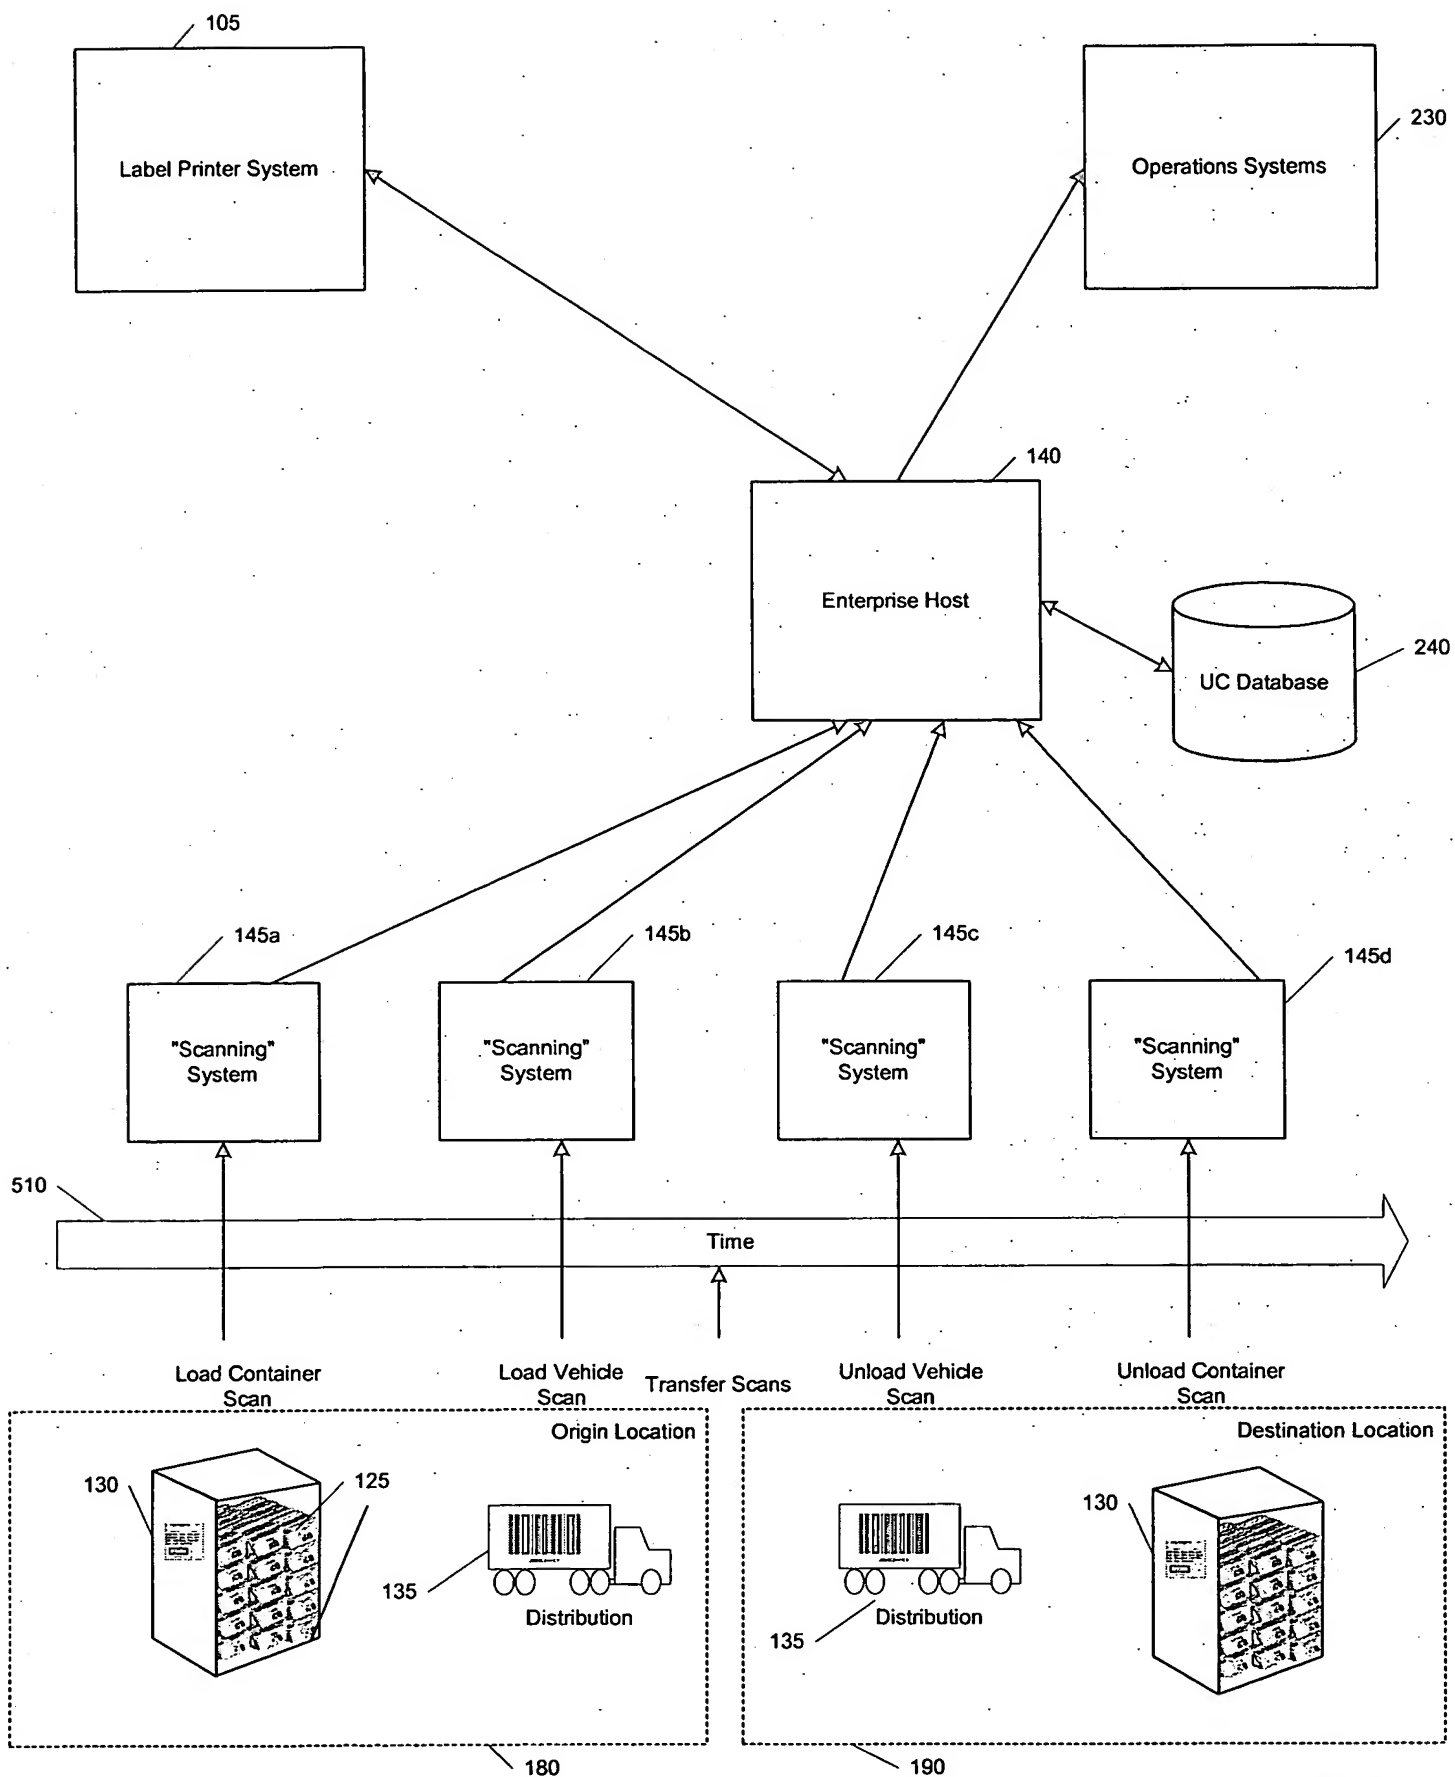 105
230
Label Printer System
Operations Systems
140
Enterprise Host
240
UC Database
145a
145b
145c
145d
"Scanning"
System
"Scanning"
System
"Scanning"
System
"Scanning"
System
510
Time
Load Container
Scan
Load Vehicle
Scan
Transfer Scans
Unload Vehicle
Scan
Unload Container
Scan
Origin Location
Destination Location
130
125
135
Distribution
130
135
Distribution
180
190